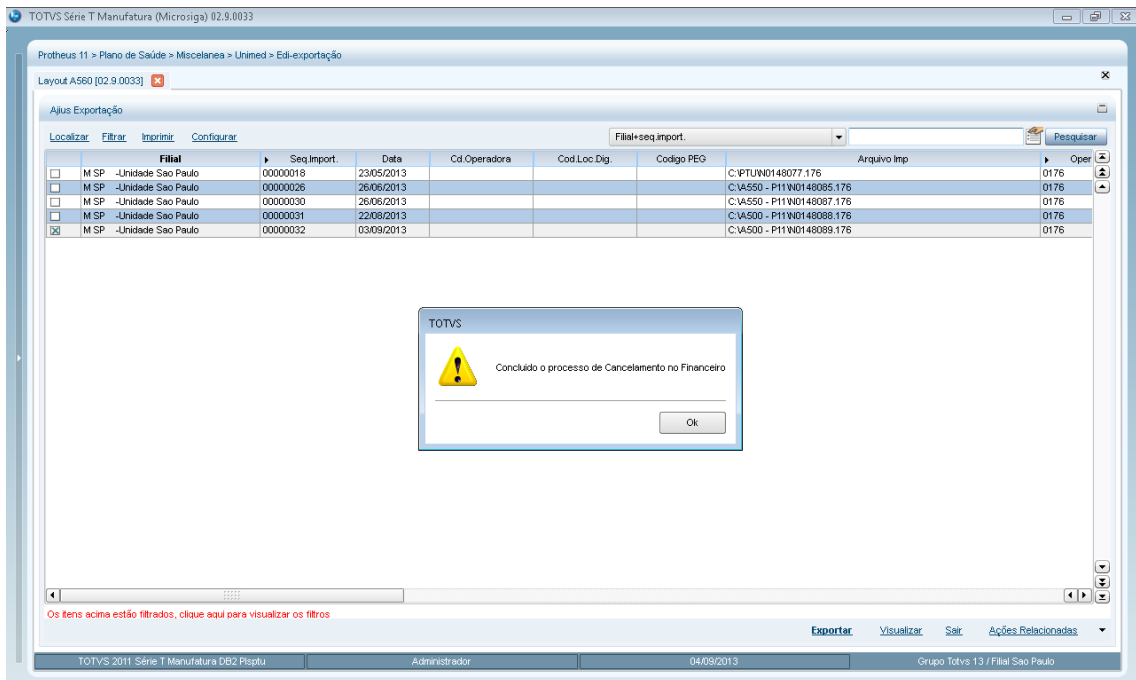 TOTVS Série T Manufatura (Microsiga) 02.9.0033
Protheus 11 > Plano de Saúde > Miscelanea > Unimed > Edi-exportação
Layout A560 [02.9.0033]
Ajius Exportação
Localizar Filtrar Imprimir Configurar Filial+seq.import. Pesquisar
Filial Seq.Import. Data Cd.Operadora Cod.Loc.Dig. Codigo PEG Arquivo Imp Oper
M SP -Unidade Sao Paulo 00000018 23/05/2013 C:\PTU\N0148077.176 0176
M SP -Unidade Sao Paulo 00000026 26/06/2013 C:\A550 - P11\N0148085.176 0176
M SP -Unidade Sao Paulo 00000030 26/06/2013 C:\A550 - P11\N0148087.176 0176
M SP -Unidade Sao Paulo 00000031 22/08/2013 C:\A500 - P11\N0148088.176 0176
M SP -Unidade Sao Paulo 00000032 03/09/2013 C:\A500 - P11\N0148089.176 0176
TOTVS
Concluido o processo de Cancelamento no Financeiro
Ok
Os itens acima estão filtrados, clique aqui para visualizar os filtros
Exportar Visualizar Sair Ações Relacionadas
TOTVS 2011 Série T Manufatura DB2 Plsptu Administrador 04/09/2013 Grupo Totvs 13 / Filial Sao Paulo